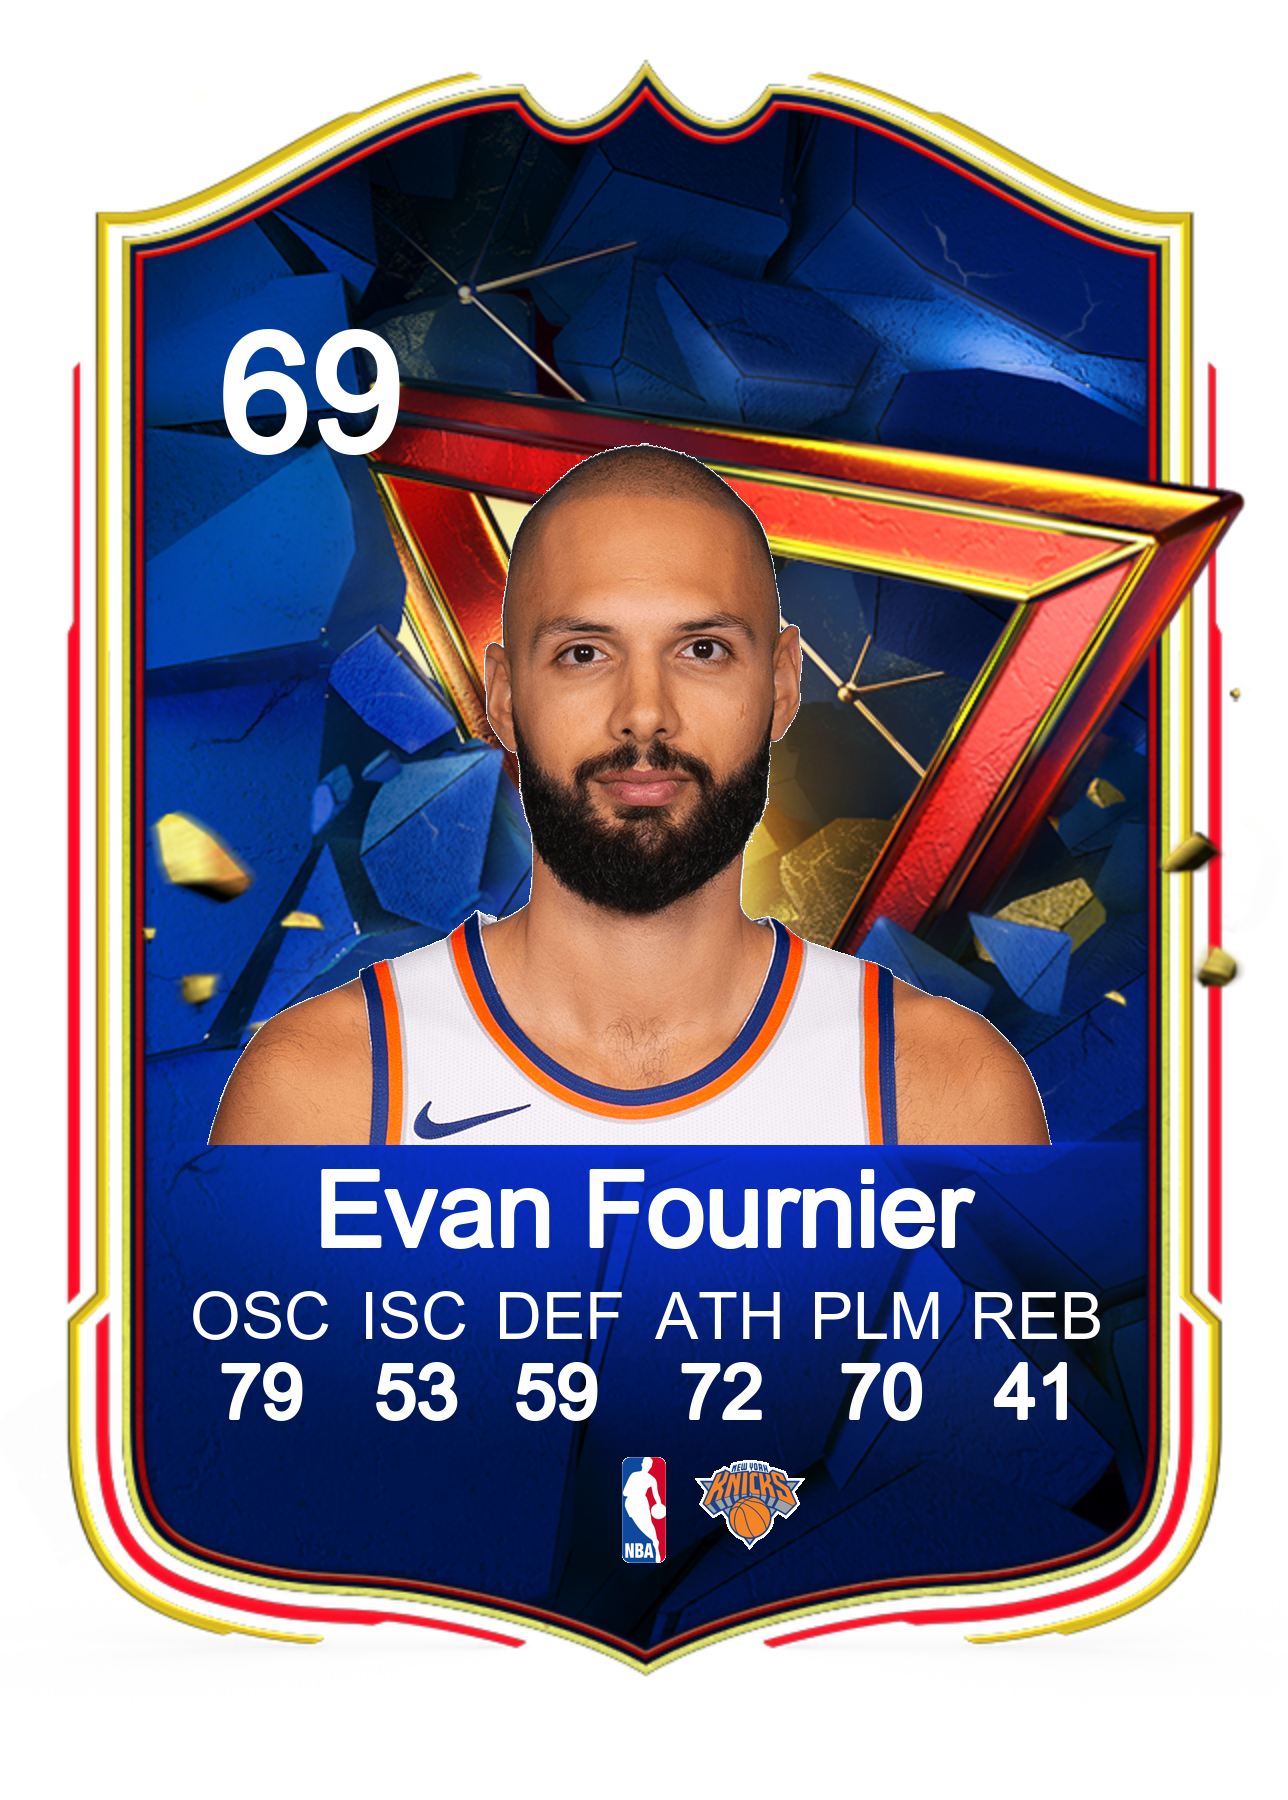 69
Evan Fournier
OSC ISC DEF ATH PLM REB
79 53 59 72 70 41
NBA
NEW YORK
KNICKS